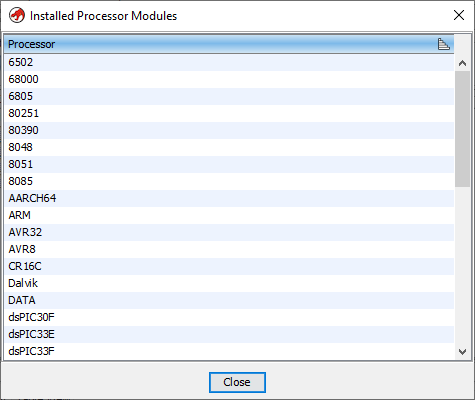 Installed Processor Modules
Processor
6502
68000
6805
80251
80390
8048
8051
8085
AARCH64
ARM
AVR32
AVR8
CR16C
Dalvik
DATA
dsPIC30F
dsPIC33E
dsPIC33F
Close